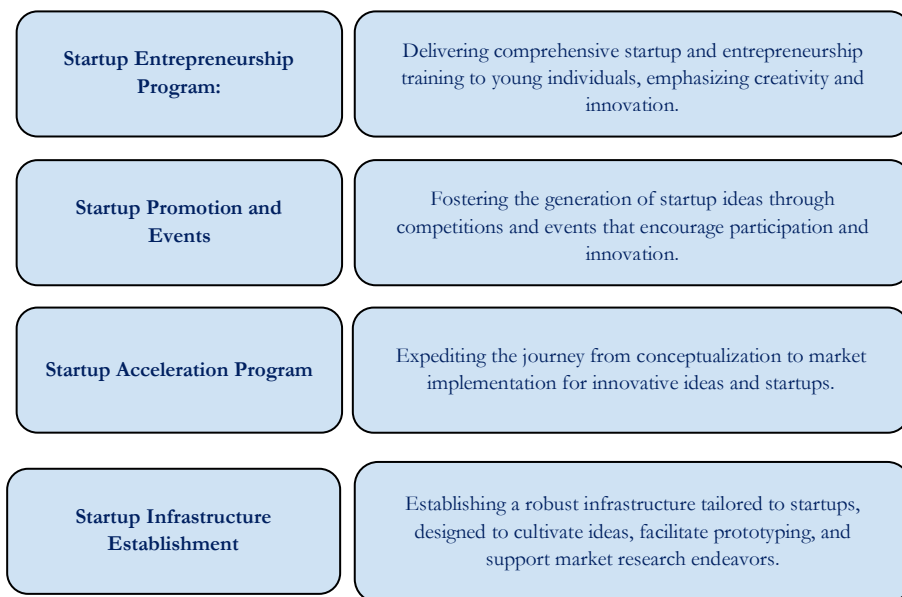 Startup Entrepreneurship
Program:
Delivering comprehensive startup and entrepreneurship
training to young individuals, emphasizing creativity and
innovation.
Startup Promotion and
Events
Fostering the generation of startup ideas through
competitions and events that encourage participation and
innovation.
Startup Acceleration Program
Expediting the journey from conceptualization to market
implementation for innovative ideas and startups.
Startup Infrastructure
Establishment
Establishing a robust infrastructure tailored to startups,
designed to cultivate ideas, facilitate prototyping, and
support market research endeavors.